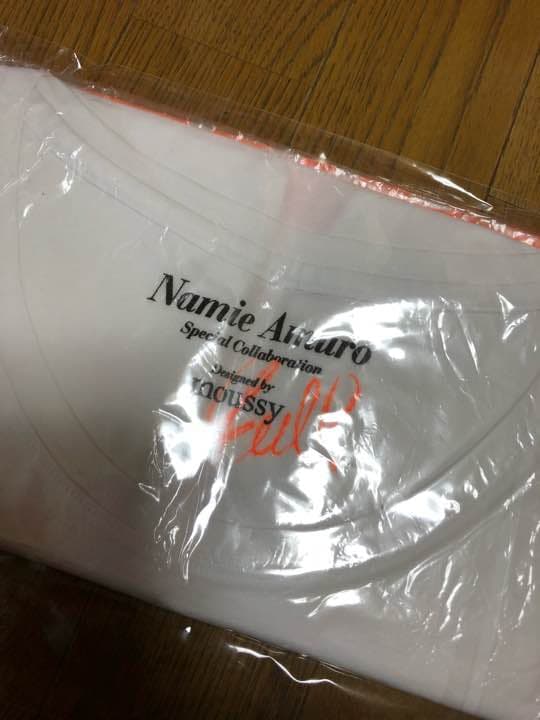 Namie Amuro
Special Collaboration
Designed by
moussy